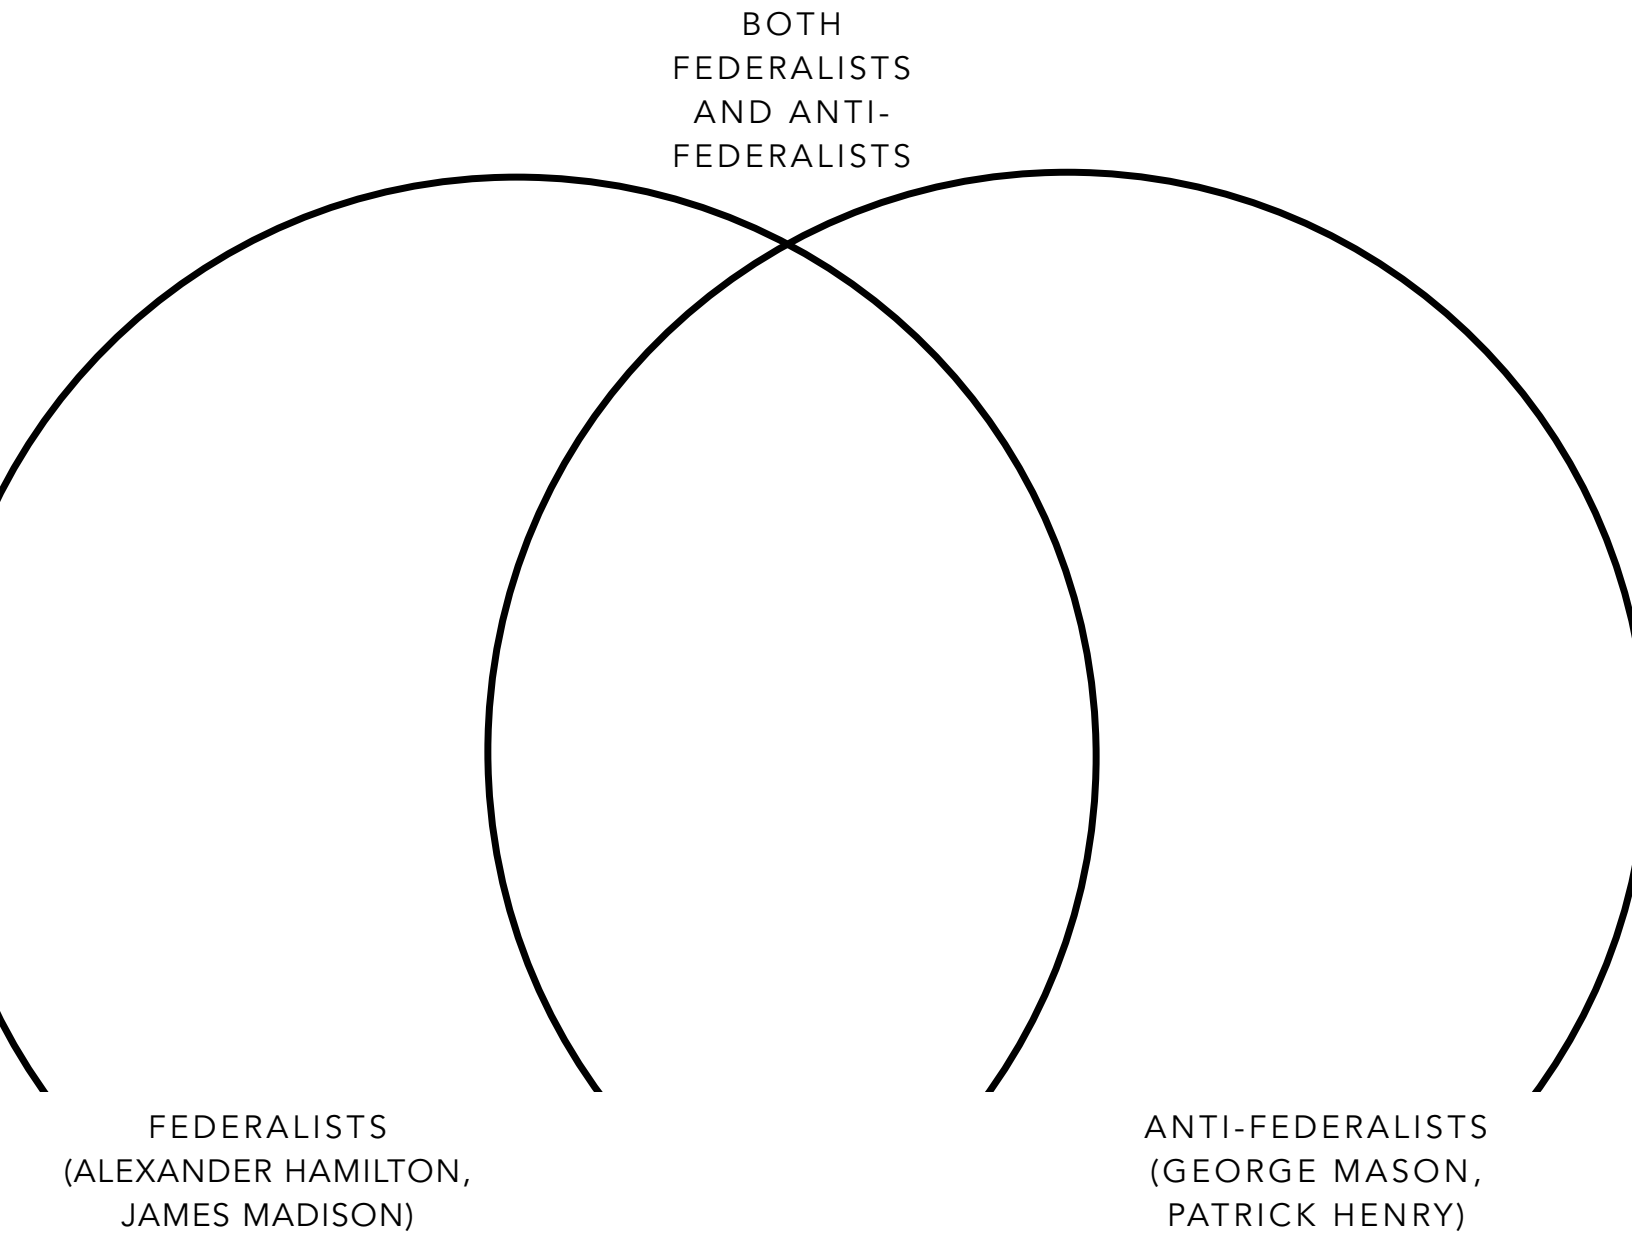 BOTH
FEDERALISTS
AND ANTI-
FEDERALISTS
FEDERALISTS
(ALEXANDER HAMILTON,
JAMES MADISON)
ANTI-FEDERALISTS
(GEORGE MASON,
PATRICK HENRY)